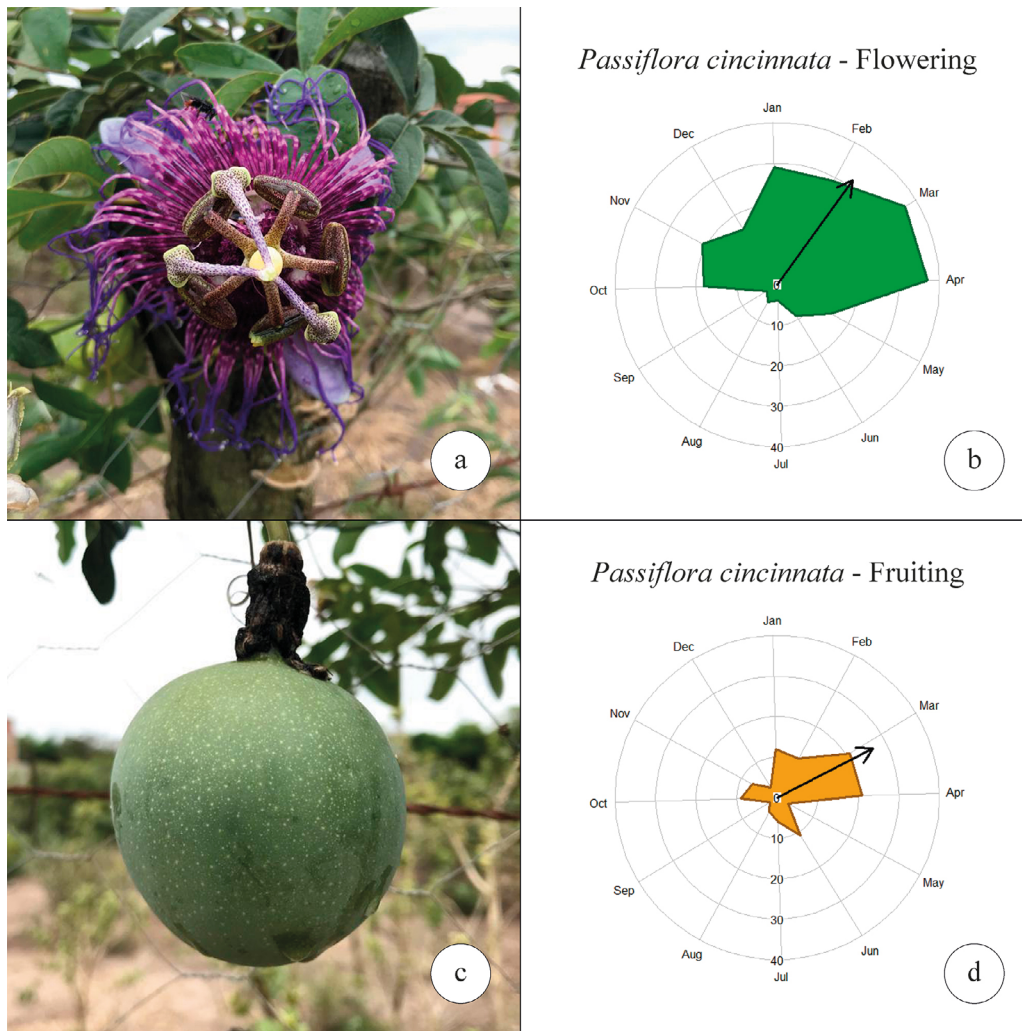 a
Passiflora cincinnata - Flowering
Jan
Feb
Mar
Apr
May
Jun
Jul
Aug
Sep
Oct
Nov
Dec
0
10
20
30
40
b
c
Passiflora cincinnata - Fruiting
Jan
Feb
Mar
Apr
May
Jun
Jul
Aug
Sep
Oct
Nov
Dec
0
10
20
30
40
d